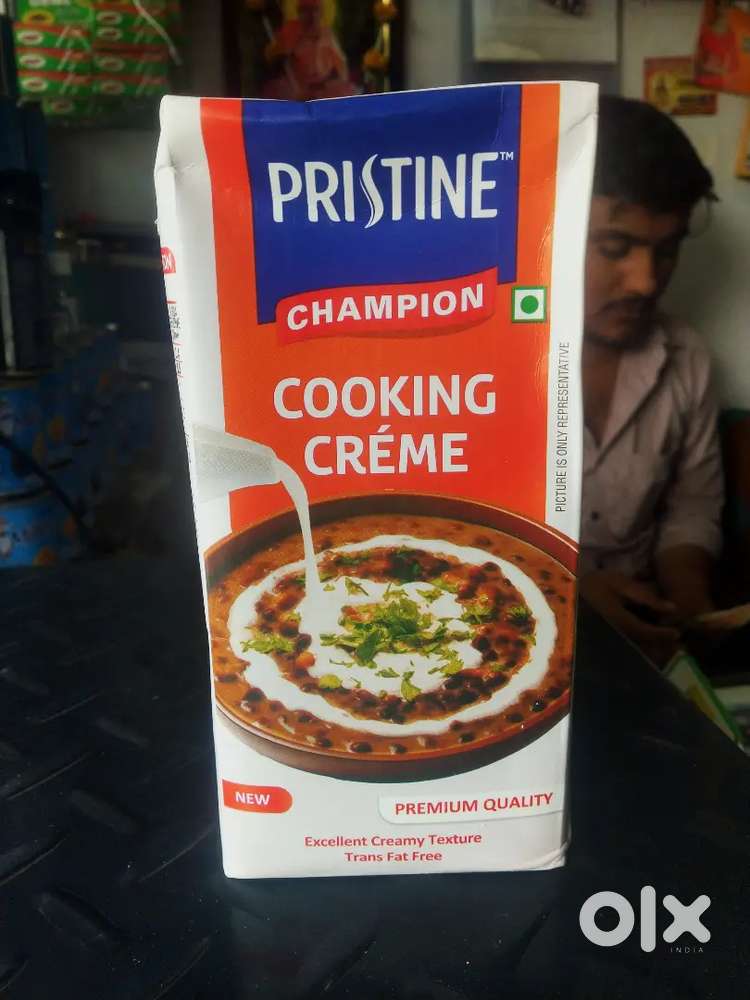 PRISTINE™
CHAMPION
COOKING
CRÉME
PICTURE IS ONLY REPRESENTATIVE
NEW
PREMIUM QUALITY
Excellent Creamy Texture
Trans Fat Free
olx
INDIA